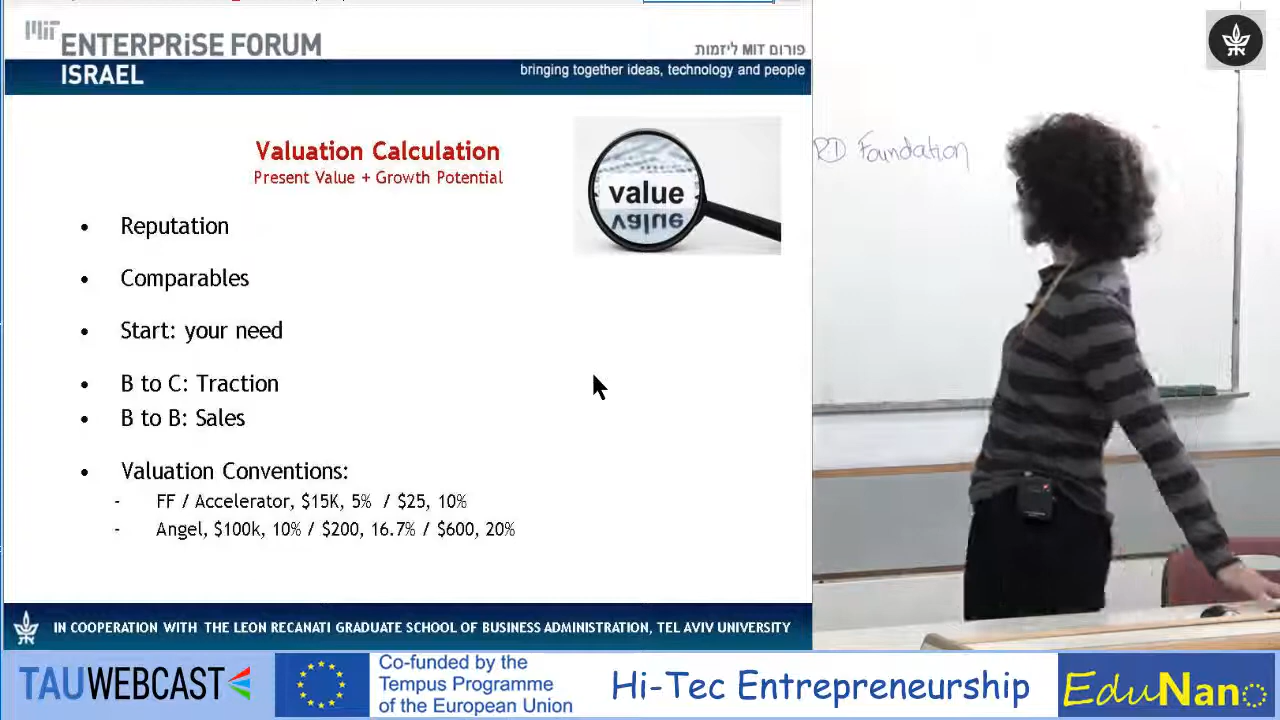 MiT
ENTERPRiSE FORUM
ISRAEL
פורום MIT ליזמות
bringing together ideas, technology and people
Valuation Calculation
Present Value + Growth Potential
value
value
• Reputation
• Comparables
• Start: your need
• B to C: Traction
• B to B: Sales
• Valuation Conventions:
- FF / Accelerator, $15K, 5% / $25, 10%
- Angel, $100k, 10% / $200, 16.7% / $600, 20%
IN COOPERATION WITH THE LEON RECANATI GRADUATE SCHOOL OF BUSINESS ADMINISTRATION, TEL AVIV UNIVERSITY
Foundation
TAUWEBCAST
Co-funded by the
Tempus Programme
of the European Union
Hi-Tec Entrepreneurship
EduNano